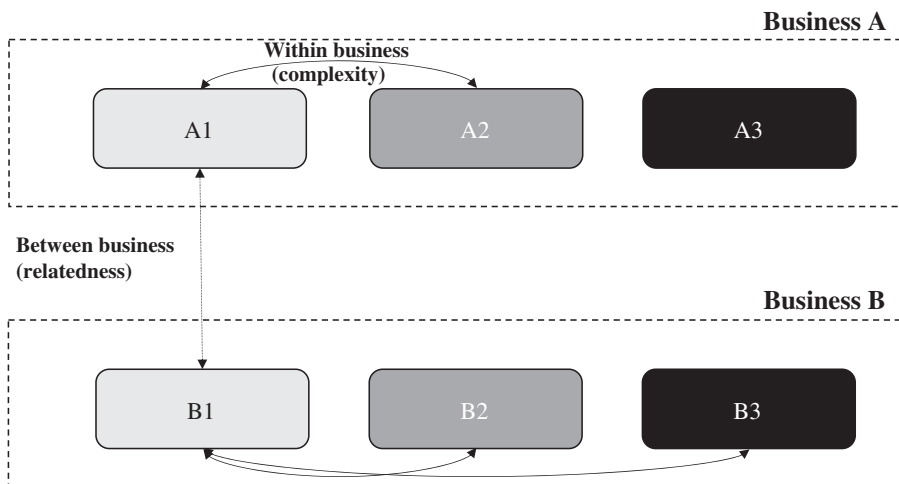 Business A
Within business
(complexity)
A1
A2
A3
Between business
(relatedness)
Business B
B1
B2
B3